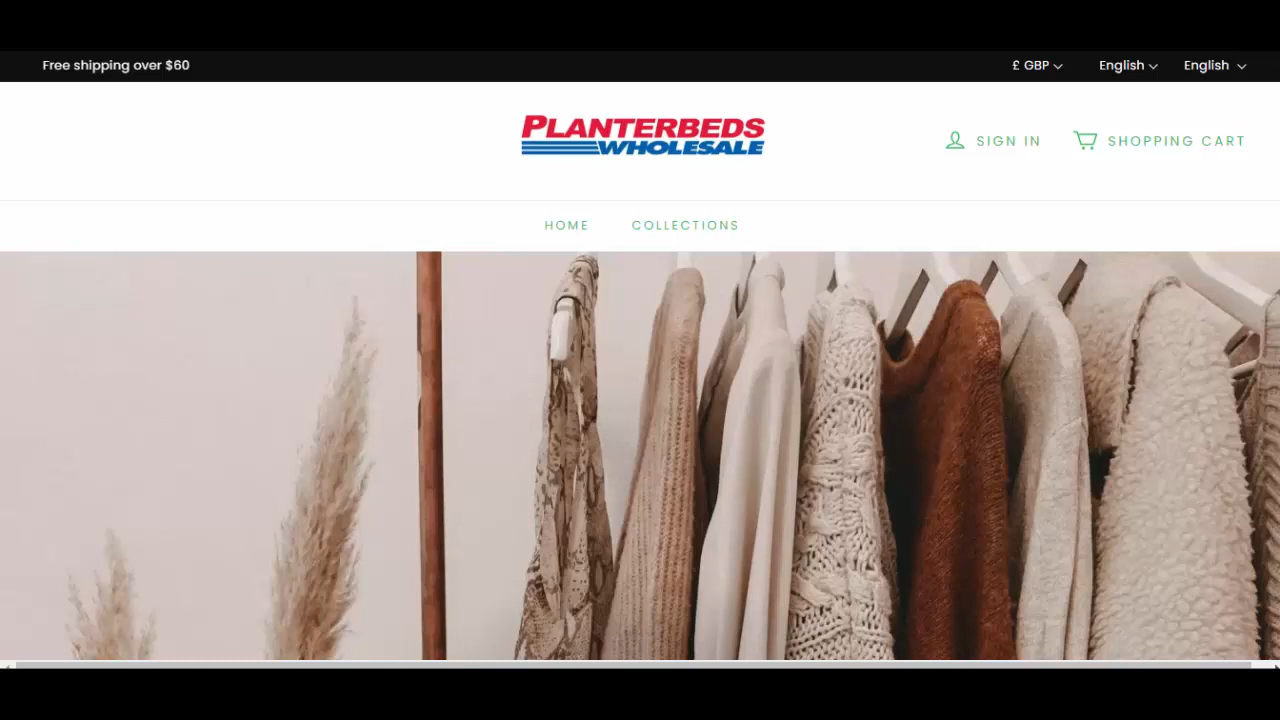 Free shipping over $60
£ GBP
English
English
PLANTERBEDS
WHOLESALE
SIGN IN
SHOPPING CART
HOME
COLLECTIONS